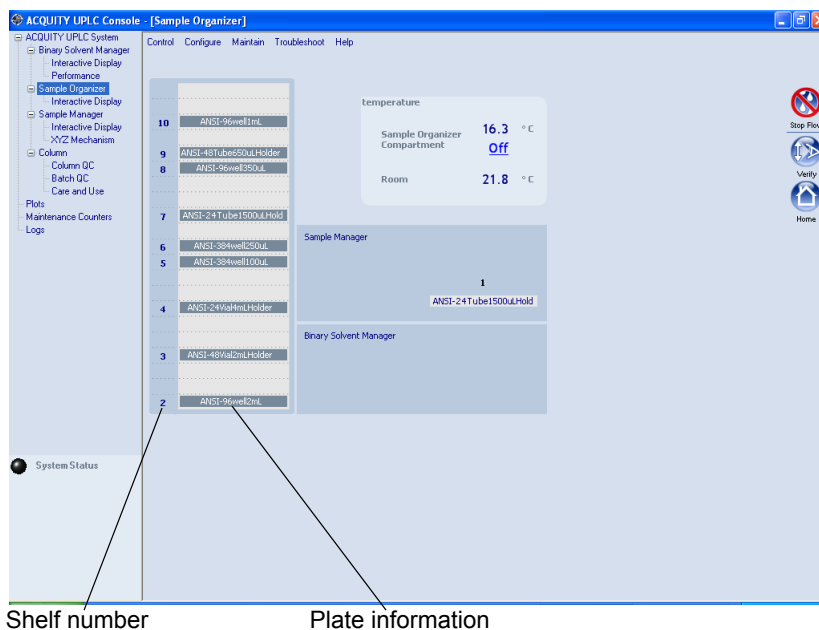 ACQUITY UPLC Console - [Sample Organizer]
ACQUITY UPLC System
Binary Solvent Manager
Interactive Display
Performance
Sample Organizer
Interactive Display
Sample Manager
Interactive Display
XYZ Mechanism
Column
Column QC
Batch QC
Care and Use
Plots
Maintenance Counters
Logs
System Status
Control Configure Maintain Troubleshoot Help
10 ANSI-96well1mL
9 ANSI-48Tube650uLHolder
8 ANSI-96well350uL
7 ANSI-24Tube1500uLHold
6 ANSI-384well250uL
5 ANSI-384well100uL
4 ANSI-24Vial4mLHolder
3 ANSI-48Vial2mLHolder
2 ANSI-96well2mL
temperature
Sample Organizer Compartment 16.3 °C
Off
Room 21.8 °C
Sample Manager
1
ANSI-24Tube1500uLHold
Binary Solvent Manager
Stop Flow
Verify
Home
Shelf number
Plate information